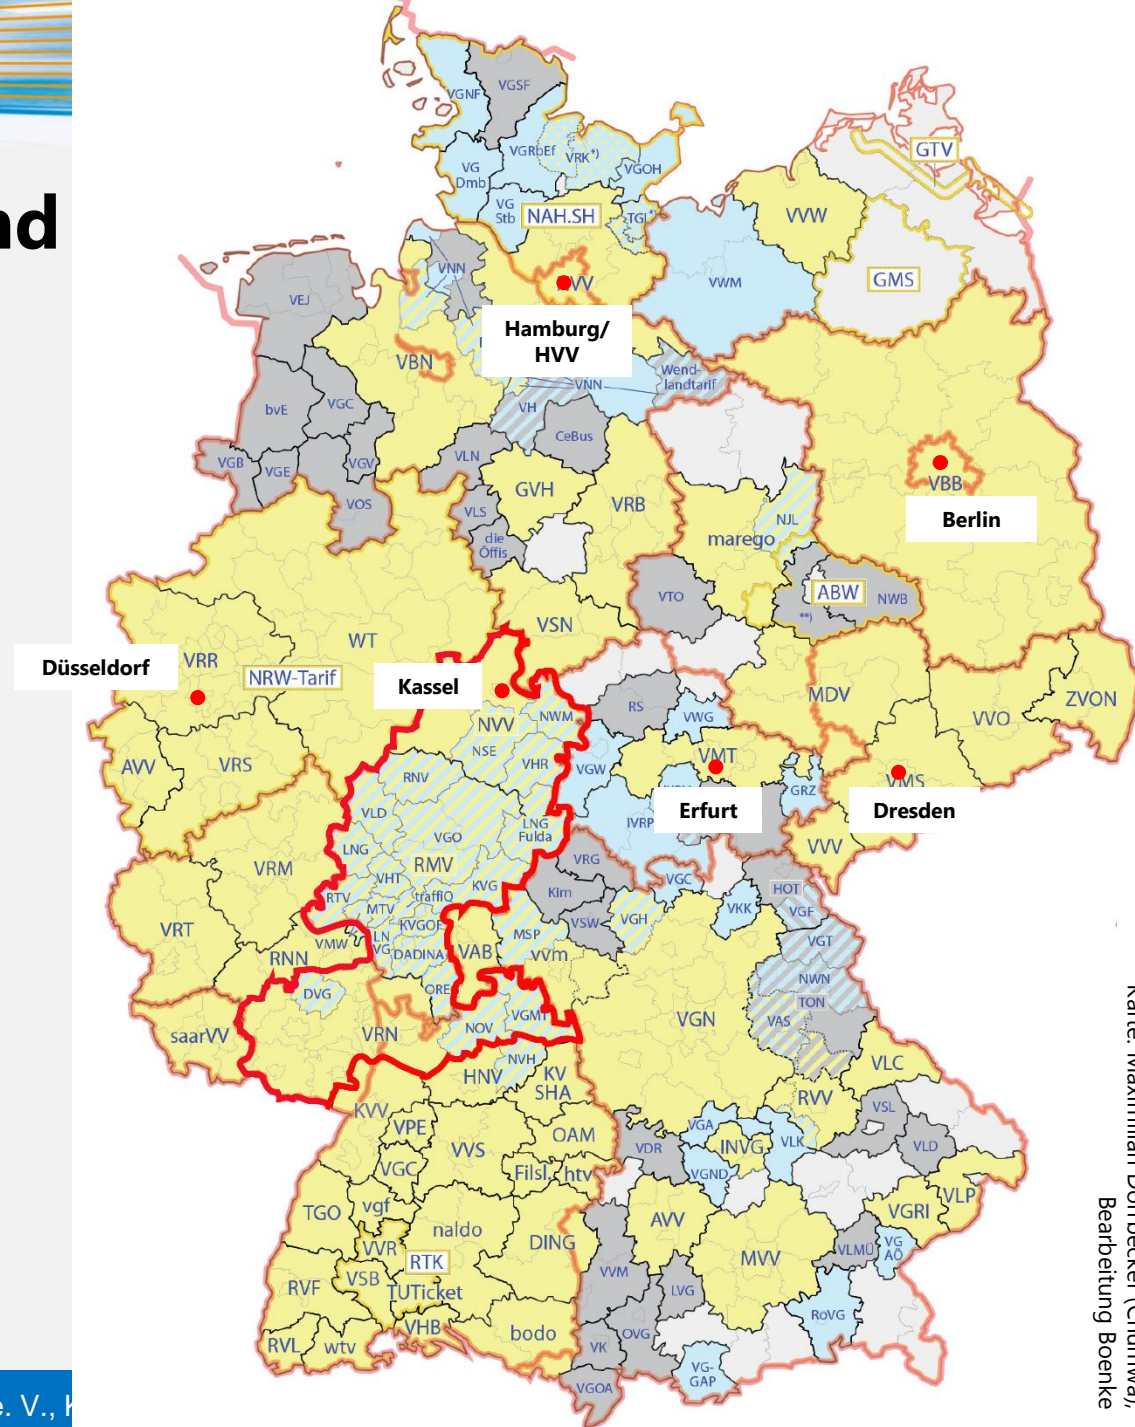 nd
VGNF
VGSF
VGRbEf
VRK*)
VG
Dmb
VGOH
VG
Stb
NAH.SH
GTV
VVW
VNN
VEJ
VWM
GMS
Hamburg/
HVV
VBN
VNN
Wend-
landtarif
bvE
VGC
VH
CeBus
VGB
VGE
VGV
VLN
GVH
VRB
VBB
Berlin
VOS
VLS
die
Öffis
marego
NJL
ABW
NWB
**)
VTO
VSN
WT
VRR
Düsseldorf
NRW-Tarif
Kassel
NVV
NWM
RS
VWG
MDV
VVO
ZVON
NSE
VHR
VGW
VMT
VMS
AVV
VRS
RNV
GRZ
Erfurt
Dresden
VLD
LNG
Fulda
IVRP
VGO
LNG
RMV
VRG
VVV
VRM
VHT
traffiQ
KVG
Kim
VGC
HOT
RTV
MTV
KVGOF
VSW
VGH
VKK
VGF
VRT
VMW
LN
VG
DADINA
VAB
MSP
vvm
VGT
RNN
NWN
DVG
ORE
TON
VAS
saarVV
VRN
NOV
VGMT
VGN
NVH
HNV
KV
SHA
VLC
KVV
RVV
VPE
VVS
OAM
VGA
INVG
VLK
VSL
VDR
VLD
VGC
Filsl.
htv
VGND
VLP
TGO
vgf
naldo
AVV
VGRI
VVR
RTK
DING
MVV
VLMÜ
VG
AÖ
RVF
VSB
TUTicket
VVM
LVG
RoVG
VHB
bodo
OVG
RVL
wtv
VK
VG-
GAP
VGOA
Karte: Maximilian Dörrbecker (Chumwa),
Bearbeitung Boenke
e. V.,